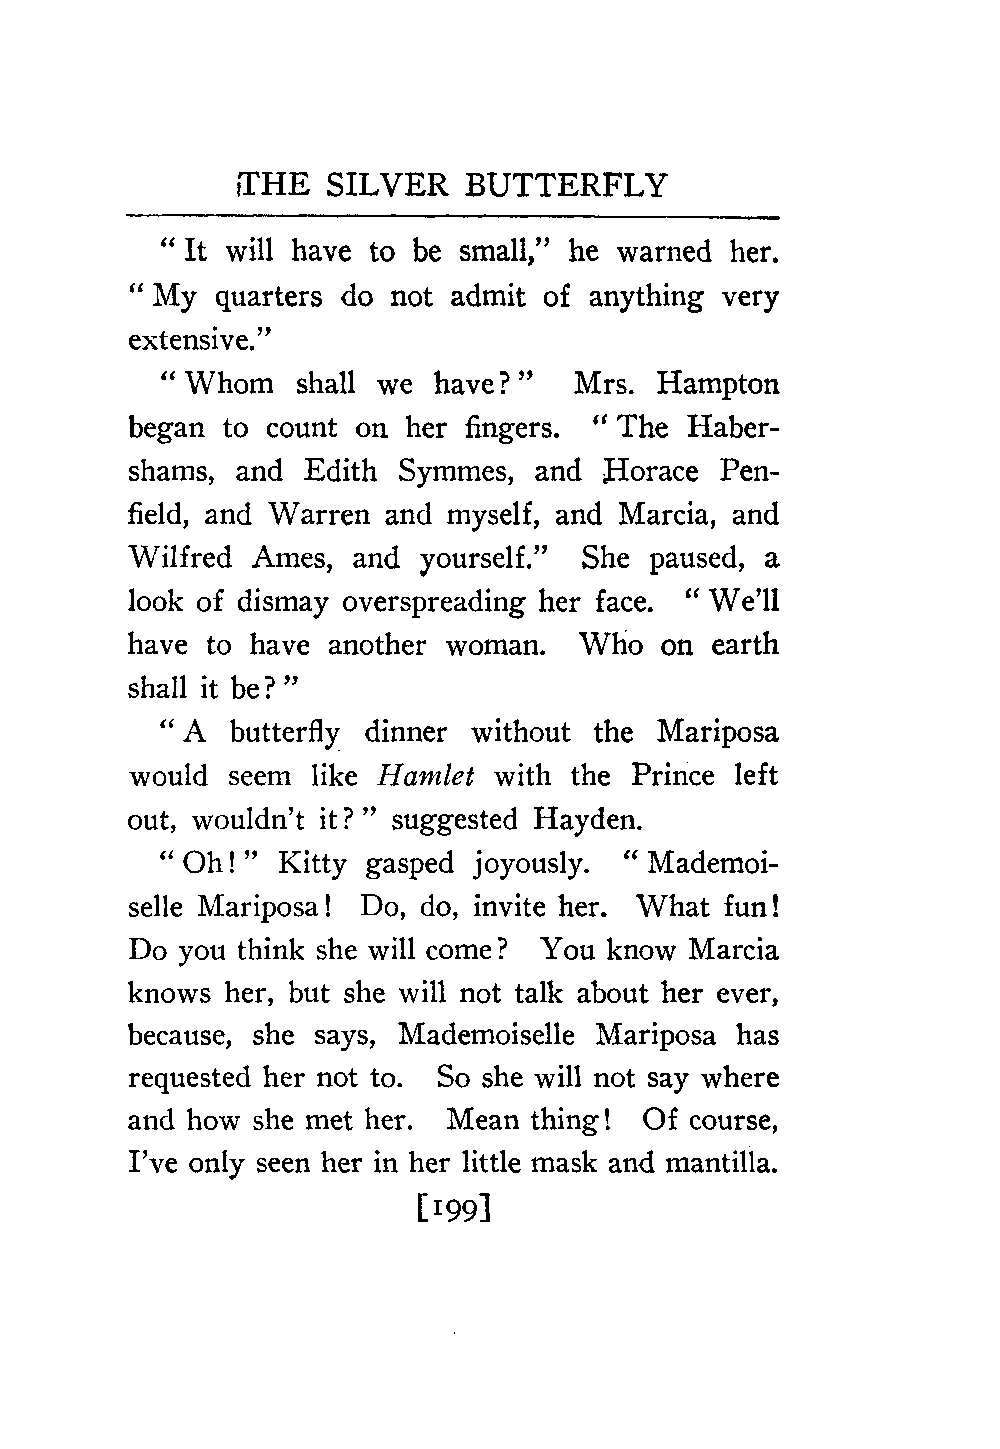 THE SILVER BUTTERFLY
“ It will have to be small,” he warned her.
“ My quarters do not admit of anything very
extensive.”
“ Whom shall we have? ” Mrs. Hampton
began to count on her fingers. “ The Haber-
shams, and Edith Symmes, and Horace Pen-
field, and Warren and myself, and Marcia, and
Wilfred Ames, and yourself.” She paused, a
look of dismay overspreading her face. “ We’ll
have to have another woman. Who on earth
shall it be? ”
“ A butterfly dinner without the Mariposa
would seem like Hamlet with the Prince left
out, wouldn’t it? ” suggested Hayden.
“ Oh! ” Kitty gasped joyously. “ Mademoi-
selle Mariposa! Do, do, invite her. What fun!
Do you think she will come? You know Marcia
knows her, but she will not talk about her ever,
because, she says, Mademoiselle Mariposa has
requested her not to. So she will not say where
and how she met her. Mean thing! Of course,
I’ve only seen her in her little mask and mantilla.
[199]